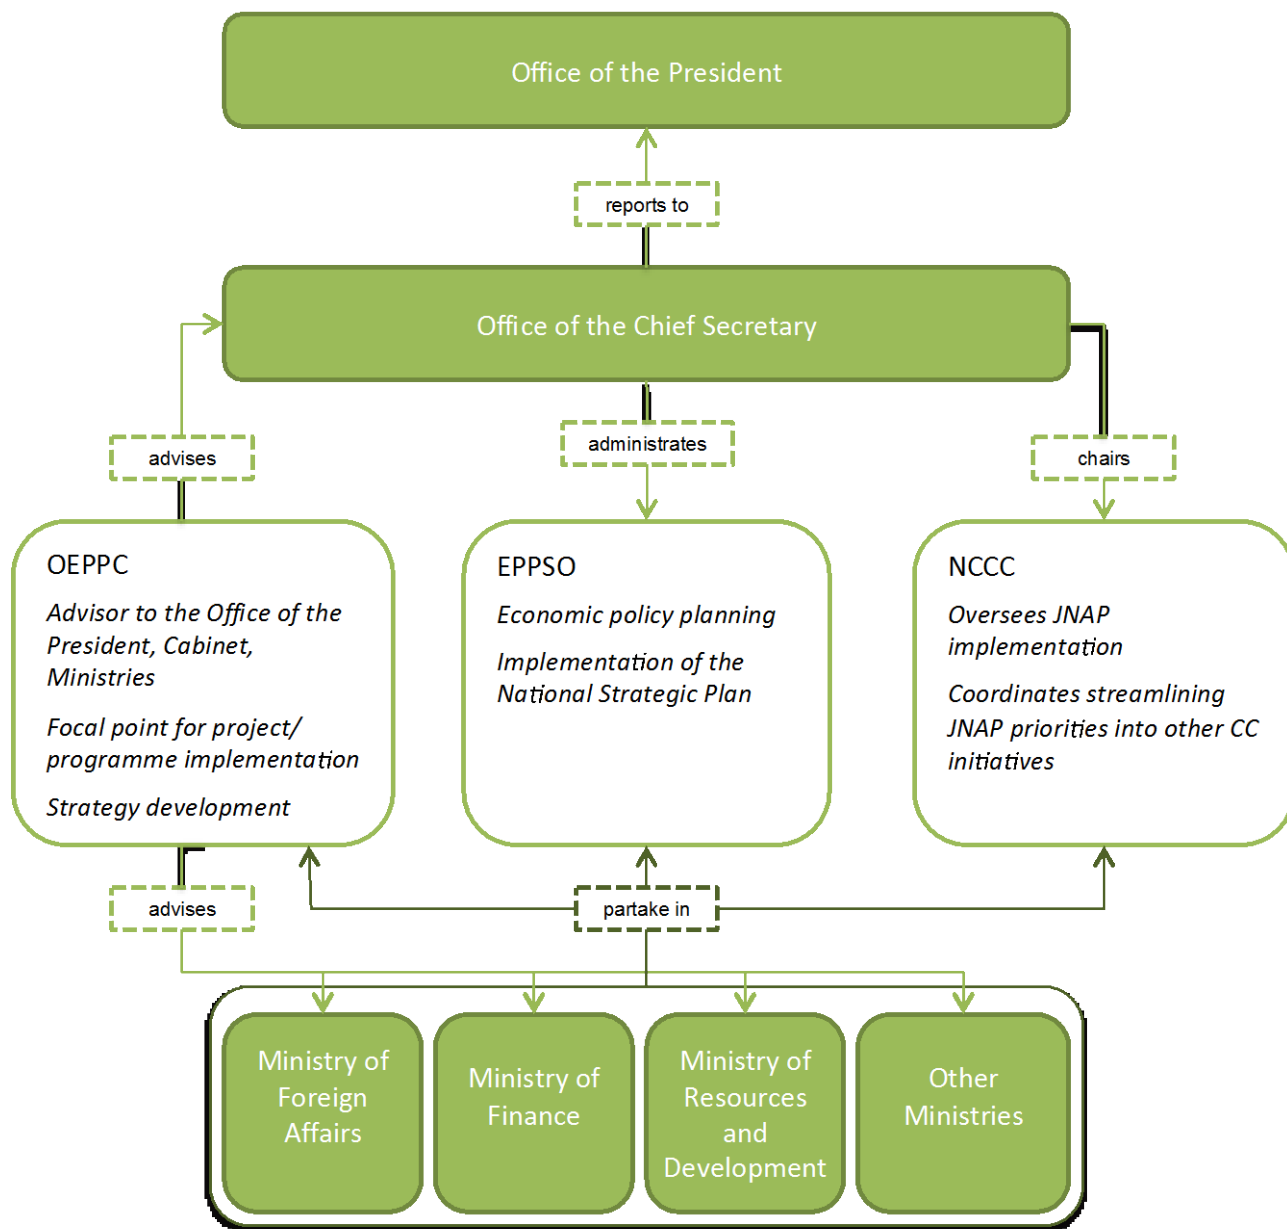 Office of the President
reports to
Office of the Chief Secretary
advises
administrates
chairs
OEPPC
Advisor to the Office of the
President, Cabinet,
Ministries
Focal point for project/
programme implementation
Strategy development
EPPSO
Economic policy planning
Implementation of the
National Strategic Plan
NCCC
Oversees JNAP
implementation
Coordinates streamlining
JNAP priorities into other CC
initiatives
advises
partake in
Ministry of
Foreign
Affairs
Ministry of
Finance
Ministry of
Resources
and
Development
Other
Ministries